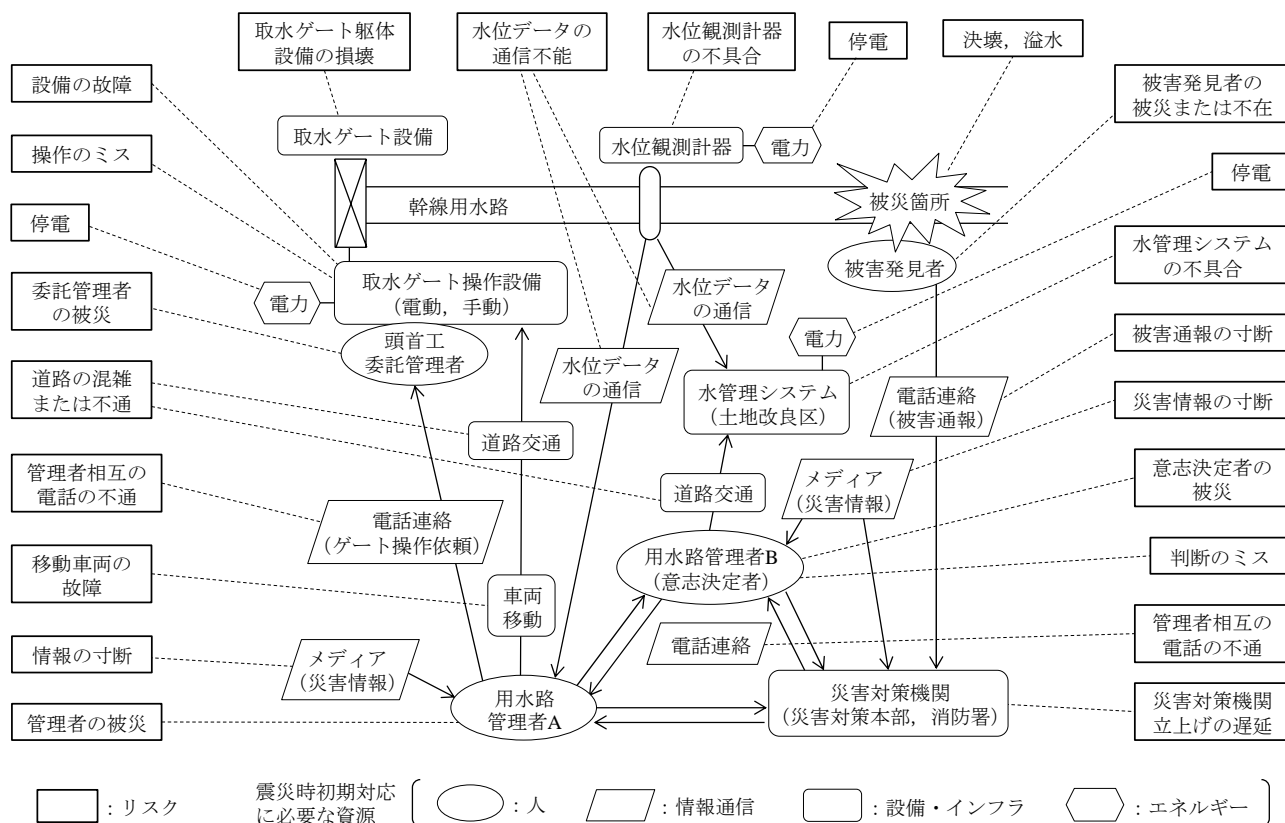 取水ゲート躯体
設備の損壊
水位データの
通信不能
水位観測計器
の不具合
停電
決壊，溢水
設備の故障
被害発見者の
被災または不在
取水ゲート設備
水位観測計器
電力
操作のミス
停電
幹線用水路
被災箇所
停電
水管理システム
の不具合
被害発見者
取水ゲート操作設備
（電動，手動）
電力
水位データ
の通信
委託管理者
の被災
頭首工
委託管理者
電力
被害通報の寸断
水位データ
の通信
水管理システム
（土地改良区）
道路の混雑
または不通
電話連絡
（被害通報）
災害情報の寸断
道路交通
管理者相互の
電話の不通
道路交通
メディア
（災害情報）
意志決定者の
被災
電話連絡
（ゲート操作依頼）
用水路管理者B
（意志決定者）
判断のミス
移動車両の
故障
車両
移動
管理者相互の
電話の不通
電話連絡
情報の寸断
メディア
（災害情報）
用水路
管理者A
災害対策機関
（災害対策本部，消防署）
災害対策機関
立上げの遅延
管理者の被災
：リスク
震災時初期対応
に必要な資源
：人
：情報通信
：設備・インフラ
：エネルギー